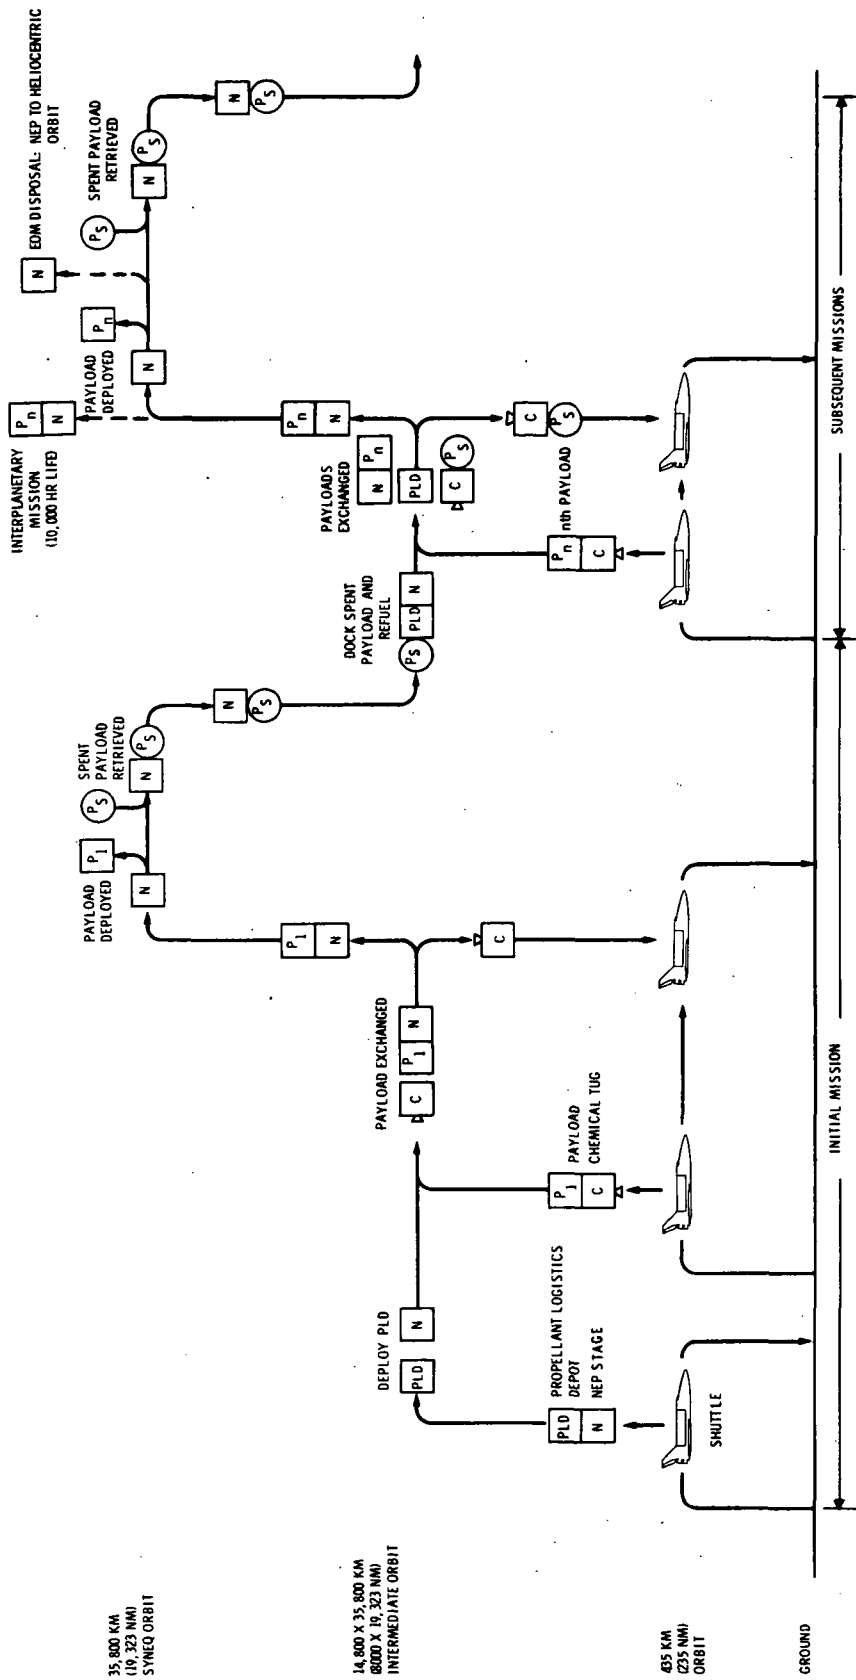 35,800 KM
(19,323 NM)
SYNEQ ORBIT
14,800 X 35,800 KM
(8000 X 19,323 NM)
INTERMEDIATE ORBIT
435 KM
(235 NM)
ORBIT
GROUND
SHUTTLE
PLD
N
PROPELLANT LOGISTICS
DEPOT
NEP STAGE
DEPLOY PLD
PLD
N
P1
C
PAYLOAD
CHEMICAL TUG
PAYLOAD EXCHANGED
C
P1
N
C
P1
N
PAYLOAD
DEPLOYED
N
P1
PS
SPENT
PAYLOAD
RETRIEVED
N
PS
N
PS
DOCK SPENT
PAYLOAD AND
REFUEL
PS
PLD
N
Pn
C
nth PAYLOAD
PAYLOADS
EXCHANGED
N
Pn
PLD
C
PS
C
PS
Pn
N
INTERPLANETARY
MISSION
(10,000 HR LIFE)
Pn
N
PAYLOAD
DEPLOYED
N
Pn
N
EOM DISPOSAL: NEP TO HELIOCENTRIC
ORBIT
PS
SPENT PAYLOAD
RETRIEVED
N
PS
N
PS
INITIAL MISSION
SUBSEQUENT MISSIONS